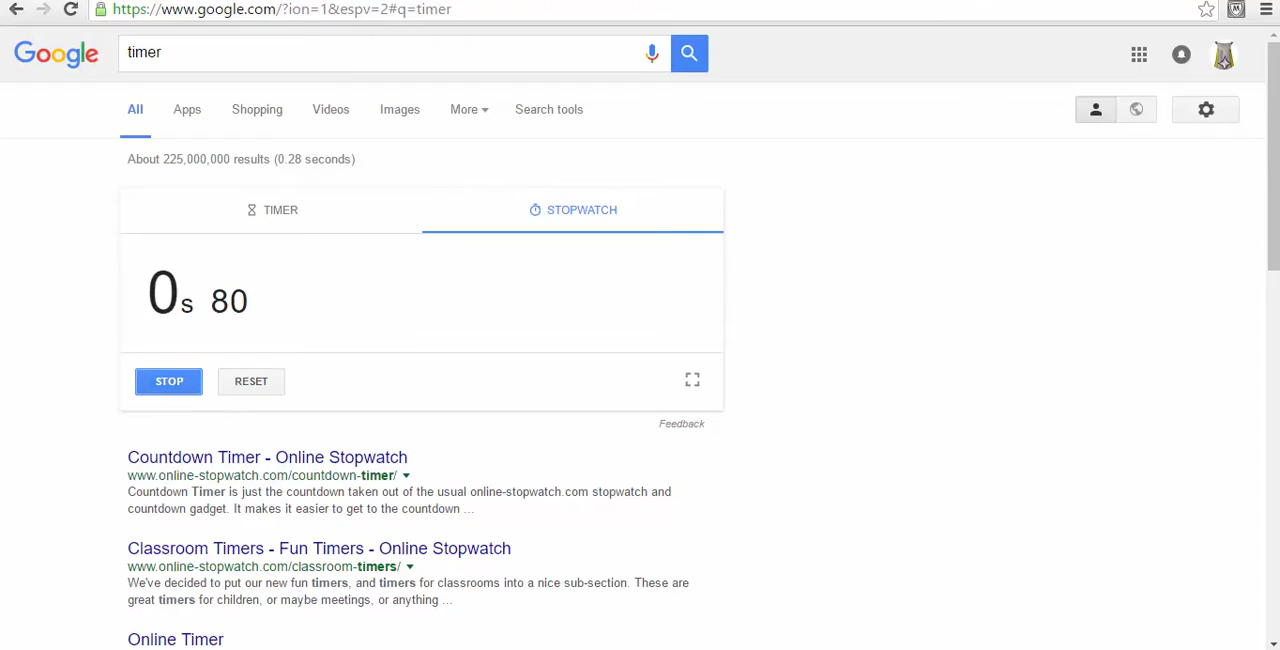 https://www.google.com/?ion=1&espv=2#q=timer
Google
timer
All Apps Shopping Videos Images More Search tools
About 225,000,000 results (0.28 seconds)
TIMER STOPWATCH
0s 80
STOP RESET
Feedback
Countdown Timer - Online Stopwatch
www.online-stopwatch.com/countdown-timer/
Countdown Timer is just the countdown taken out of the usual online-stopwatch.com stopwatch and
countdown gadget. It makes it easier to get to the countdown ...
Classroom Timers - Fun Timers - Online Stopwatch
www.online-stopwatch.com/classroom-timers/
We've decided to put our new fun timers, and timers for classrooms into a nice sub-section. These are
great timers for children, or maybe meetings, or anything ...
Online Timer